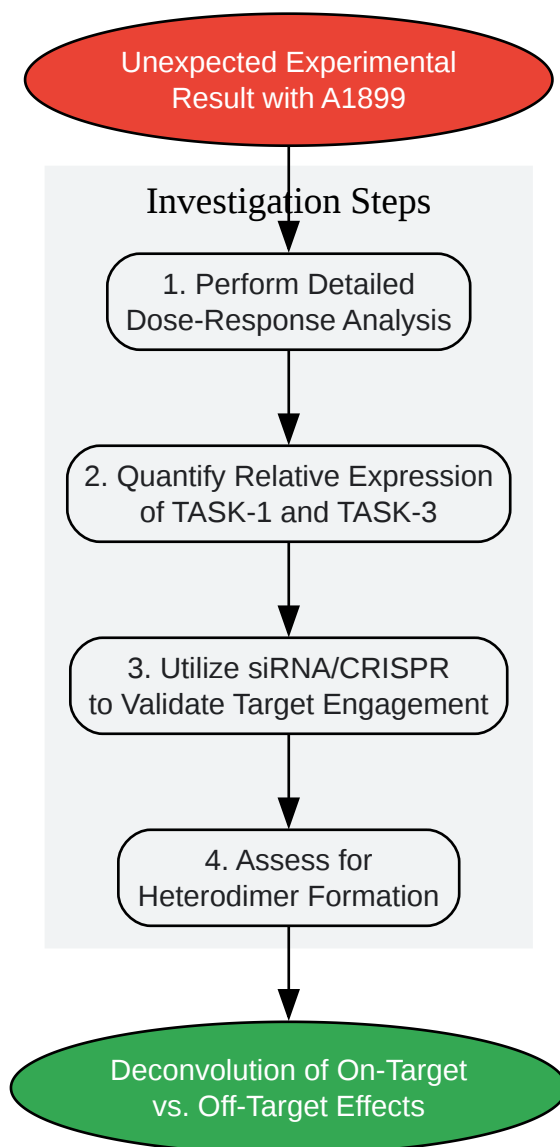 Unexpected Experimental
Result with A1899
Investigation Steps
1. Perform Detailed
Dose-Response Analysis
2. Quantify Relative Expression
of TASK-1 and TASK-3
3. Utilize siRNA/CRISPR
to Validate Target Engagement
4. Assess for
Heterodimer Formation
Deconvolution of On-Target
vs. Off-Target Effects